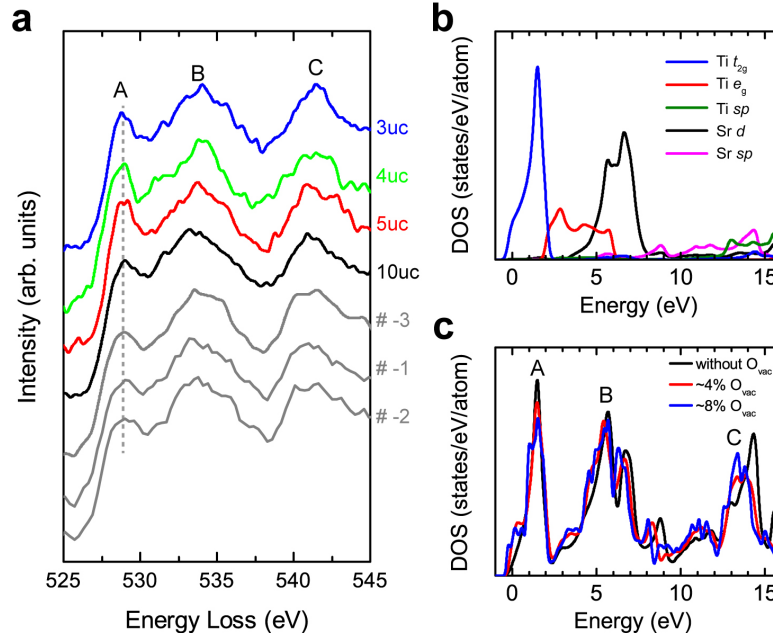 a
A
B
C
3uc
4uc
5uc
10uc
# -3
# -1
# -2
Intensity (arb. units)
525 530 535 540 545
Energy Loss (eV)
b
Ti t2g
Ti eg
Ti sp
Sr d
Sr sp
DOS (states/eV/atom)
0 5 10 15
Energy (eV)
c
A
B
C
without Ovac
~4% Ovac
~8% Ovac
DOS (states/eV/atom)
0 5 10 15
Energy (eV)